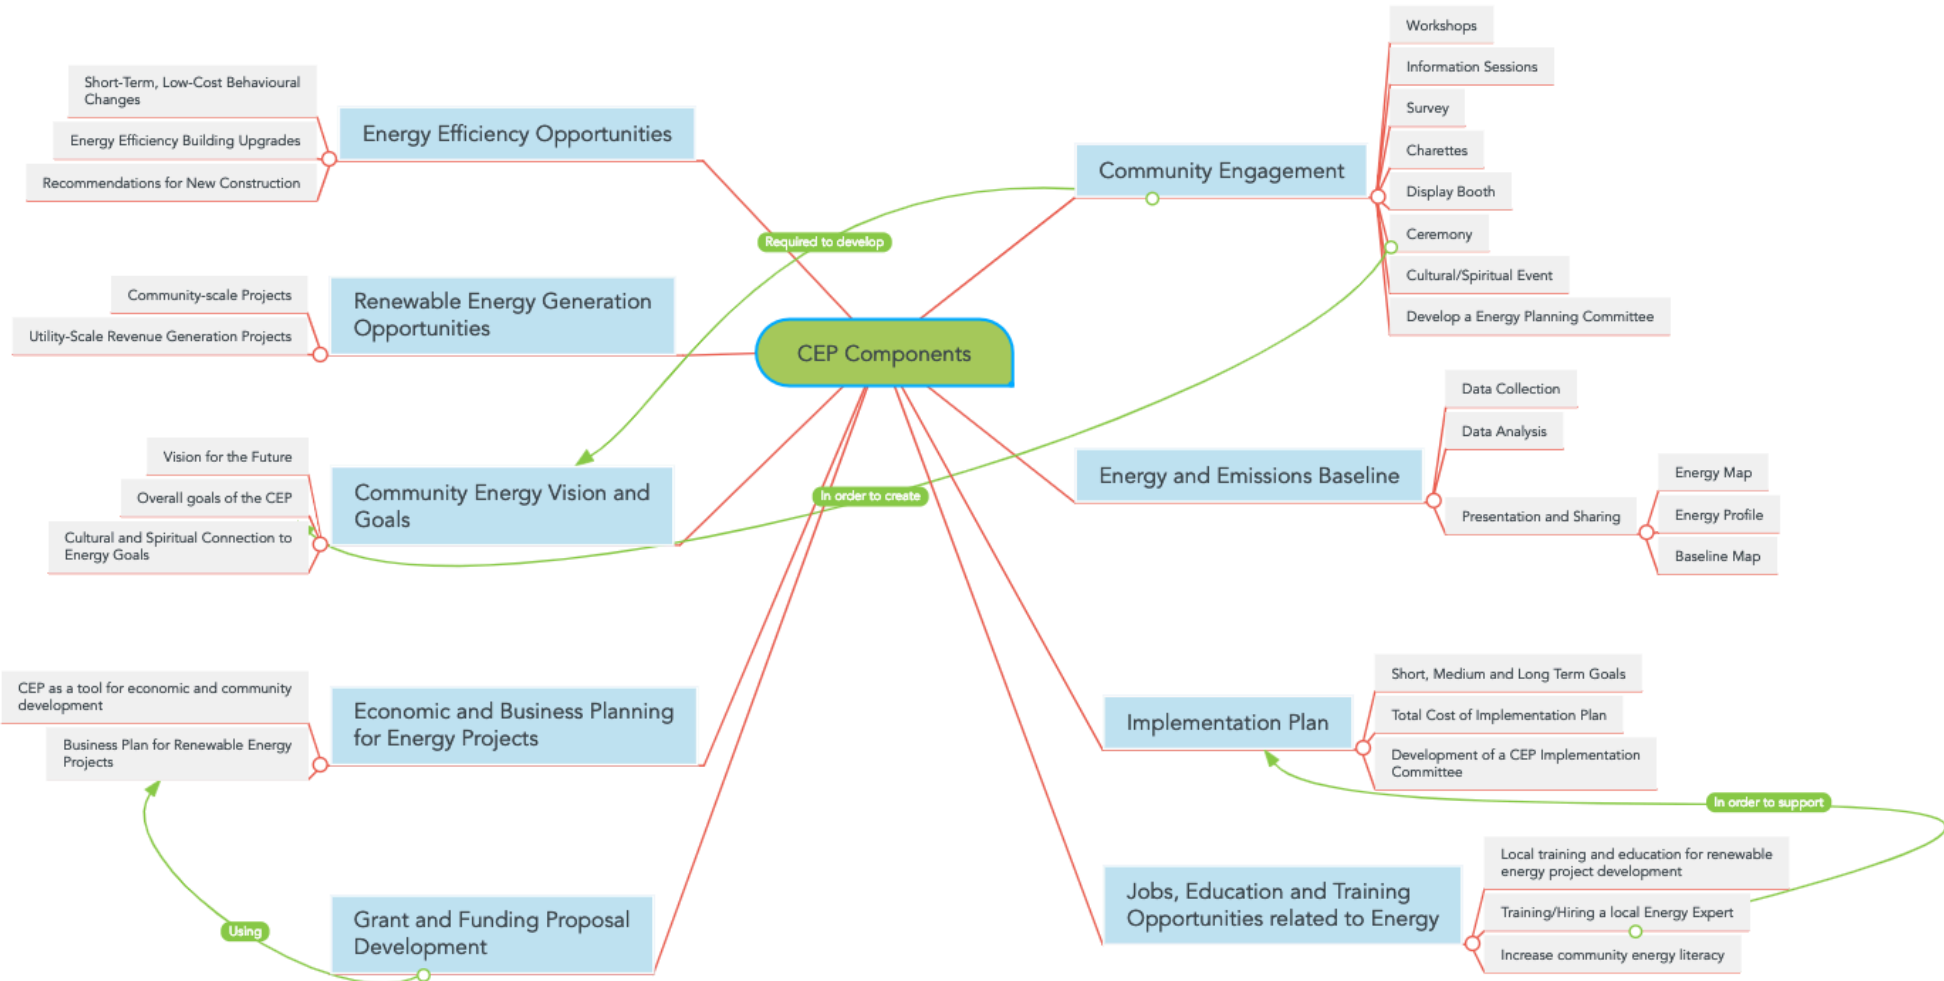 CEP Components
Energy Efficiency Opportunities
Short-Term, Low-Cost Behavioural
Changes
Energy Efficiency Building Upgrades
Recommendations for New Construction
Renewable Energy Generation
Opportunities
Community-scale Projects
Utility-Scale Revenue Generation Projects
Community Energy Vision and
Goals
Vision for the Future
Overall goals of the CEP
Cultural and Spiritual Connection to
Energy Goals
Economic and Business Planning
for Energy Projects
CEP as a tool for economic and community
development
Business Plan for Renewable Energy
Projects
Grant and Funding Proposal
Development
Using
Required to develop
In order to create
Community Engagement
Workshops
Information Sessions
Survey
Charettes
Display Booth
Ceremony
Cultural/Spiritual Event
Develop a Energy Planning Committee
Energy and Emissions Baseline
Data Collection
Data Analysis
Presentation and Sharing
Energy Map
Energy Profile
Baseline Map
Implementation Plan
Short, Medium and Long Term Goals
Total Cost of Implementation Plan
Development of a CEP Implementation
Committee
In order to support
Jobs, Education and Training
Opportunities related to Energy
Local training and education for renewable
energy project development
Training/Hiring a local Energy Expert
Increase community energy literacy